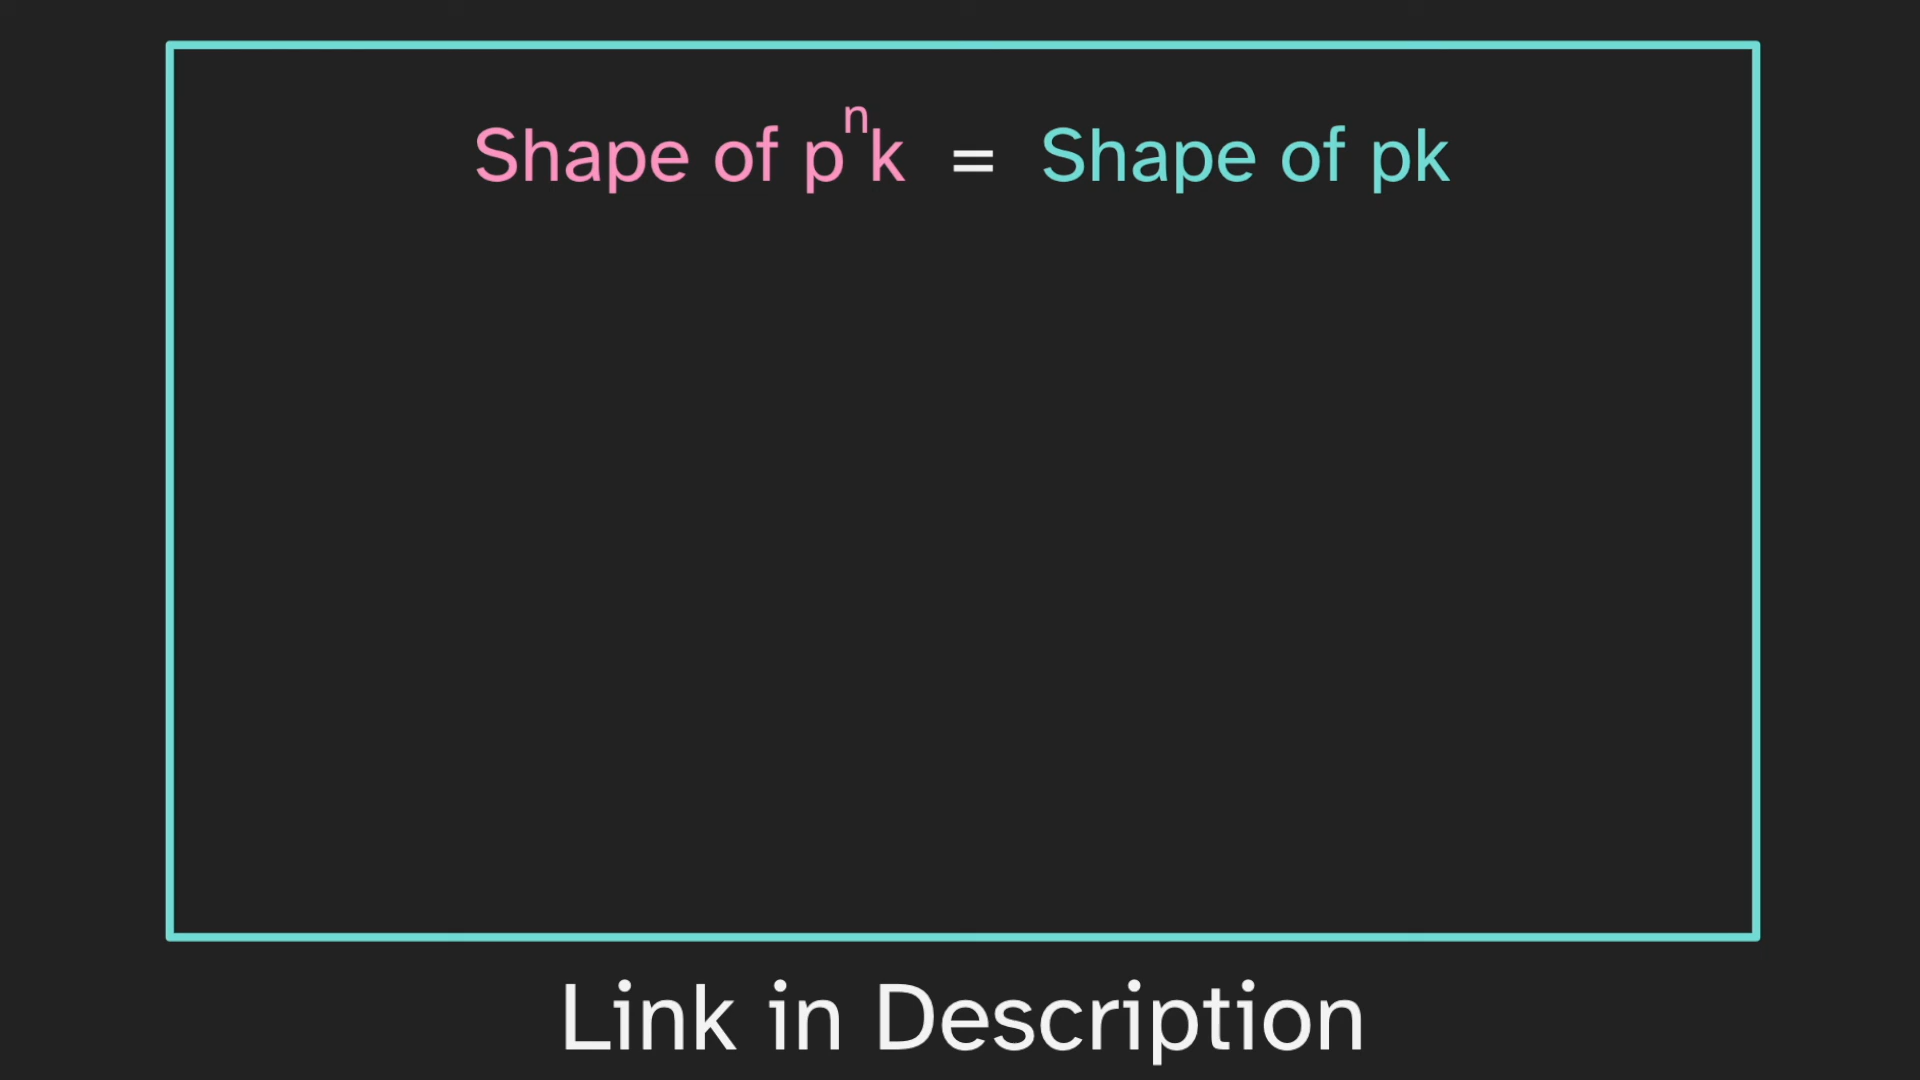 Shape of pⁿk = Shape of pk
Link in Description